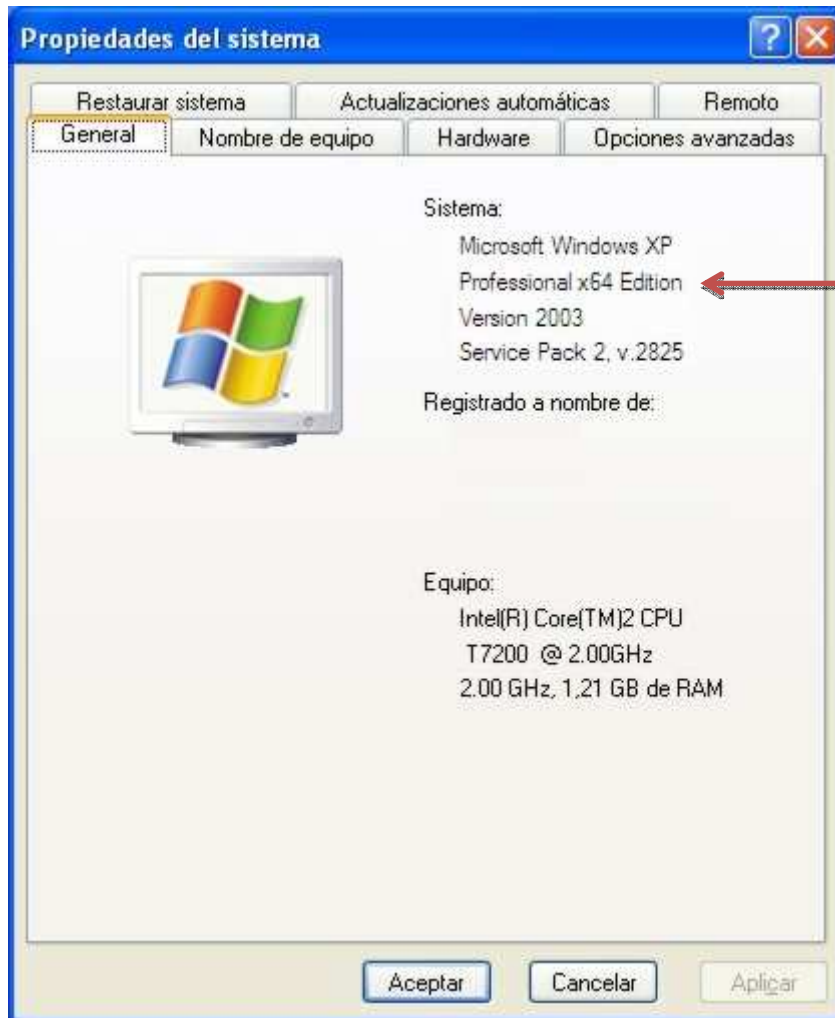 Propiedades del sistema
Restaurar sistema
Actualizaciones automáticas
Remoto
General
Nombre de equipo
Hardware
Opciones avanzadas
Sistema:
Microsoft Windows XP
Professional x64 Edition
Version 2003
Service Pack 2, v.2825
Registrado a nombre de:
Equipo:
Intel(R) Core(TM)2 CPU
T7200 @ 2.00GHz
2.00 GHz, 1,21 GB de RAM
Aceptar
Cancelar
Aplicar